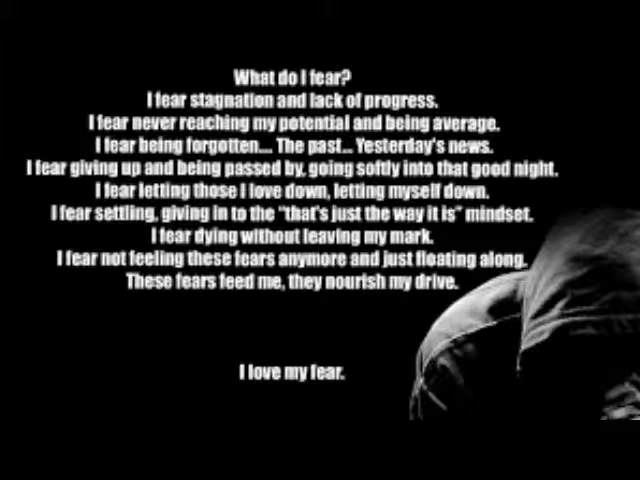 What do I fear?
I fear stagnation and lack of progress.
I fear never reaching my potential and being average.
I fear being forgotten... The past... Yesterday's news.
I fear giving up and being passed by, going softly into that good night.
I fear letting those I love down, letting myself down.
I fear settling, giving in to the "that's just the way it is" mindset.
I fear dying without leaving my mark.
I fear not feeling these fears anymore and just floating along.
These fears feed me, they nourish my drive.
I love my fear.